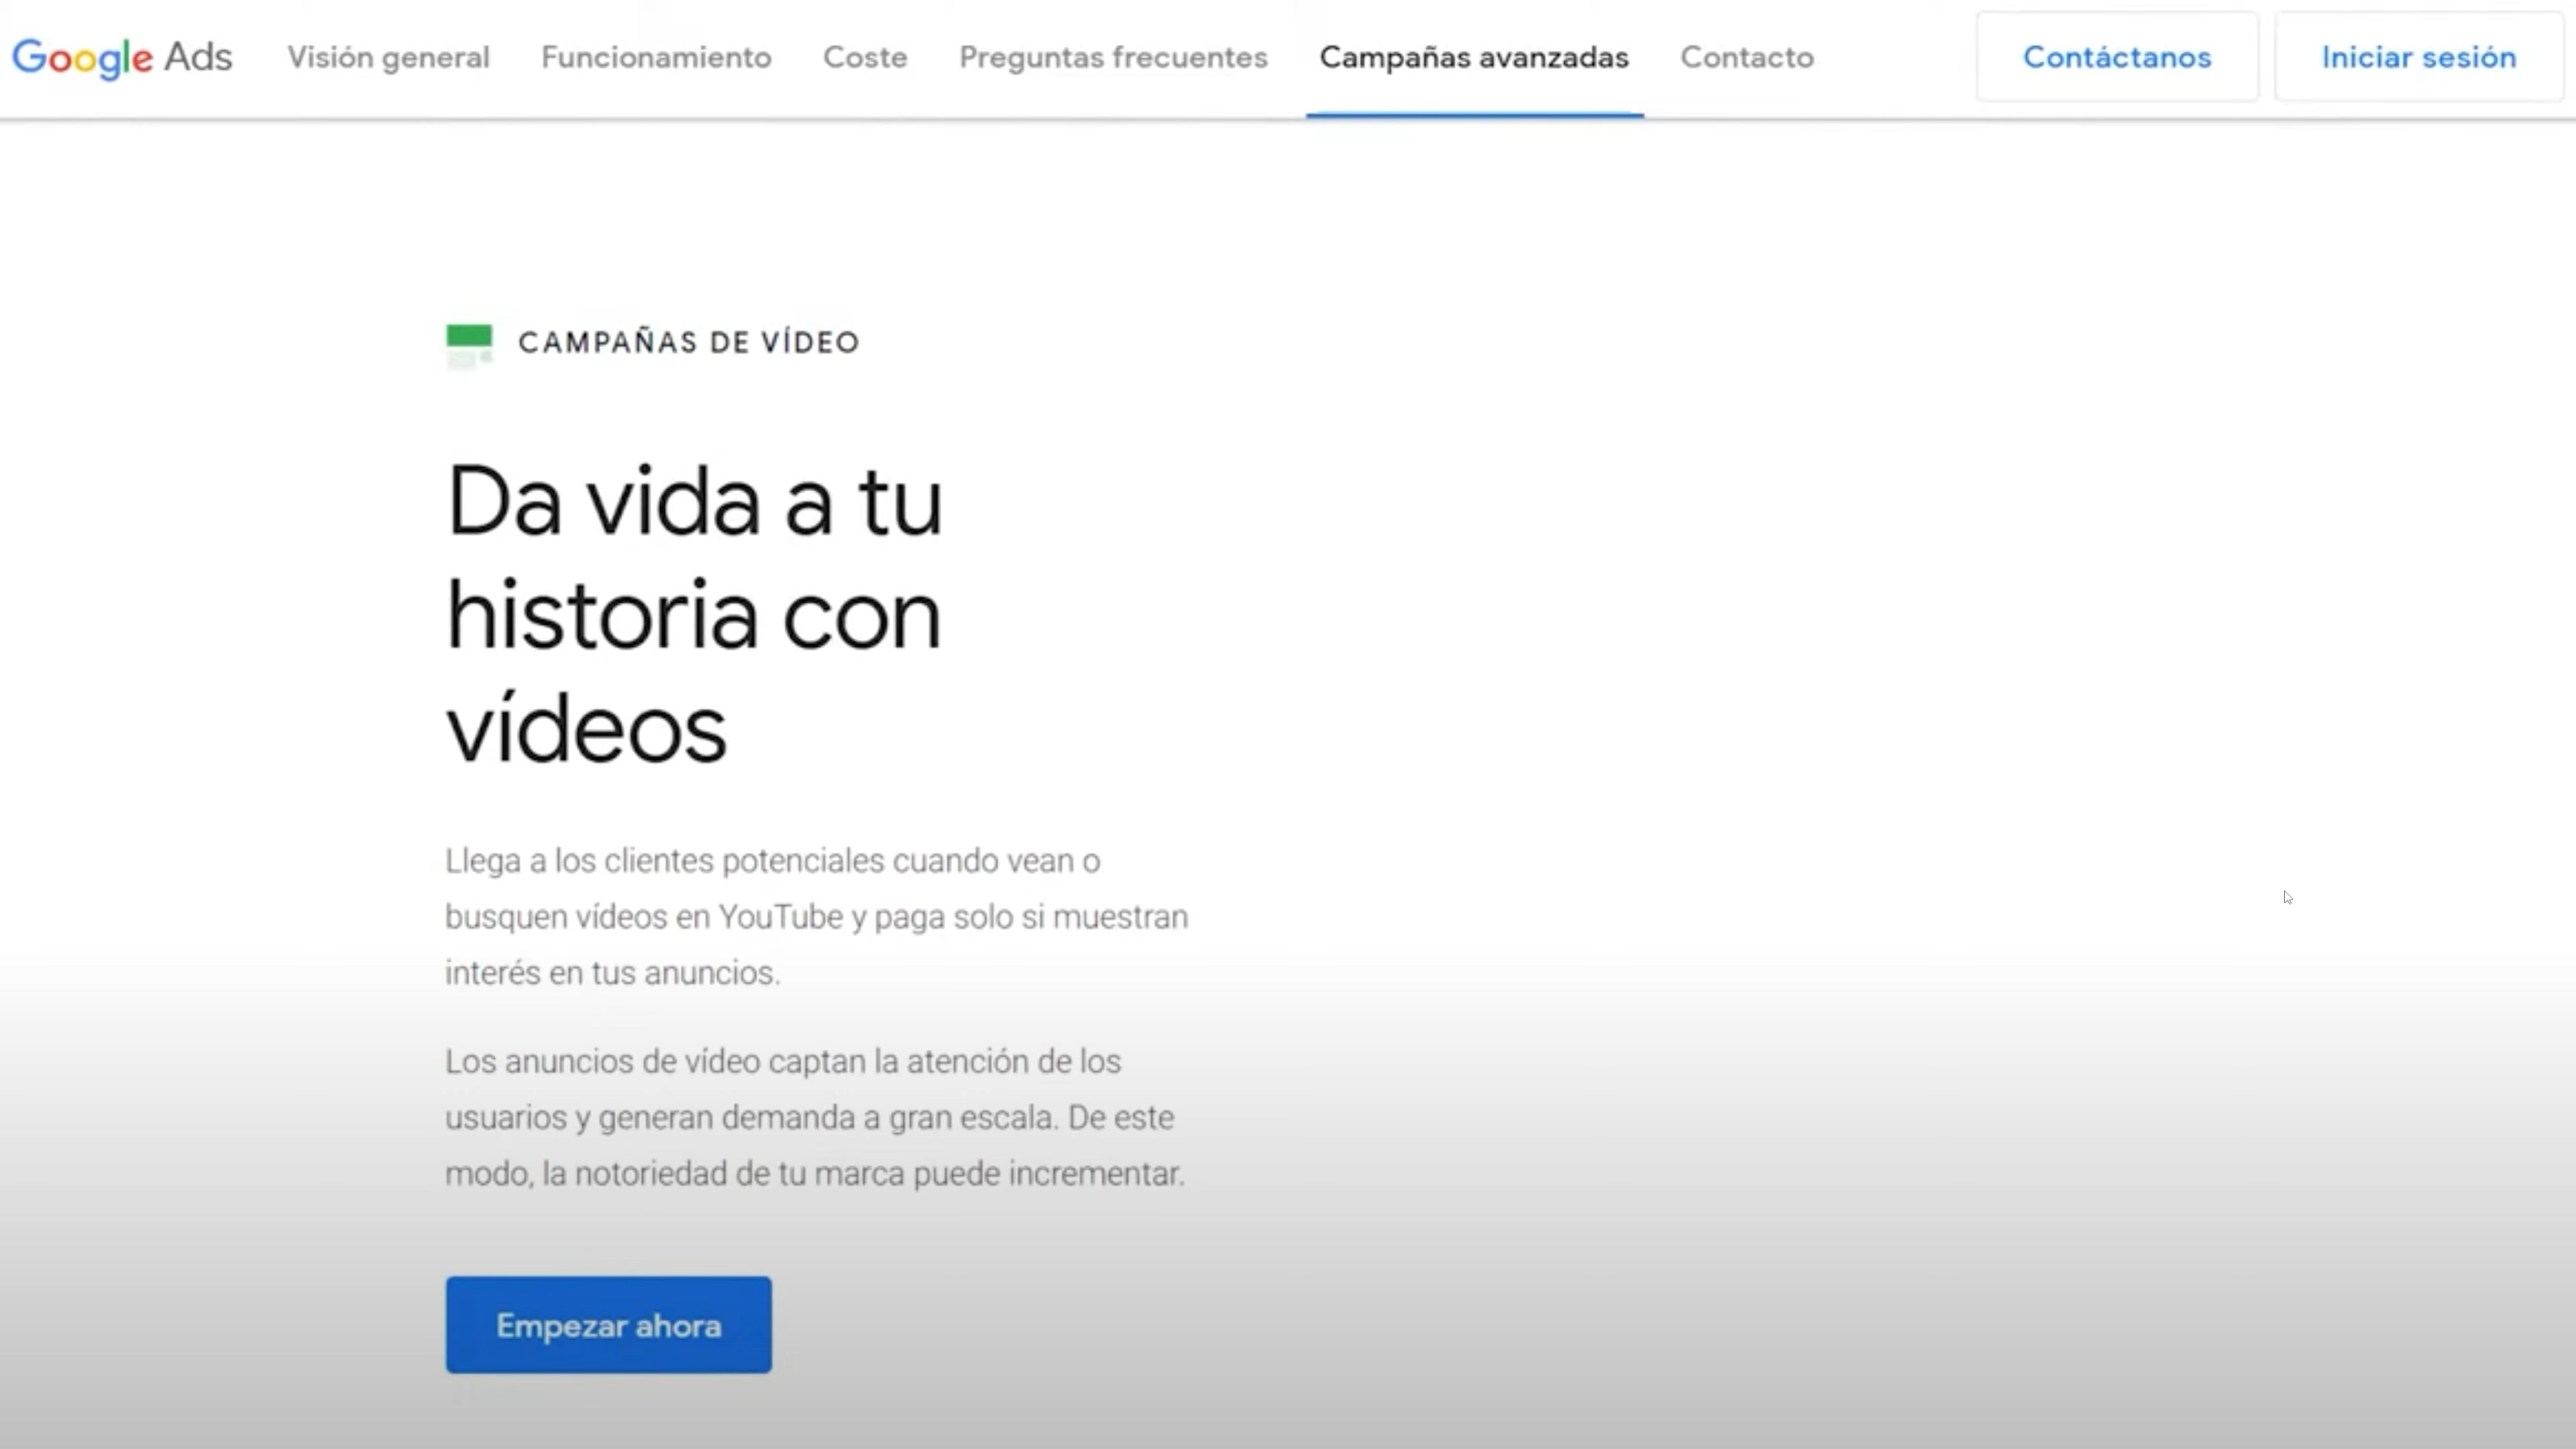 Google Ads Visión general Funcionamiento Coste Preguntas frecuentes Campañas avanzadas Contacto Contáctanos Iniciar sesión
CAMPAÑAS DE VÍDEO
Da vida a tu
historia con
vídeos
Llega a los clientes potenciales cuando vean o
busquen vídeos en YouTube y paga solo si muestran
interés en tus anuncios.
Los anuncios de vídeo captan la atención de los
usuarios y generan demanda a gran escala. De este
modo, la notoriedad de tu marca puede incrementar.
Empezar ahora